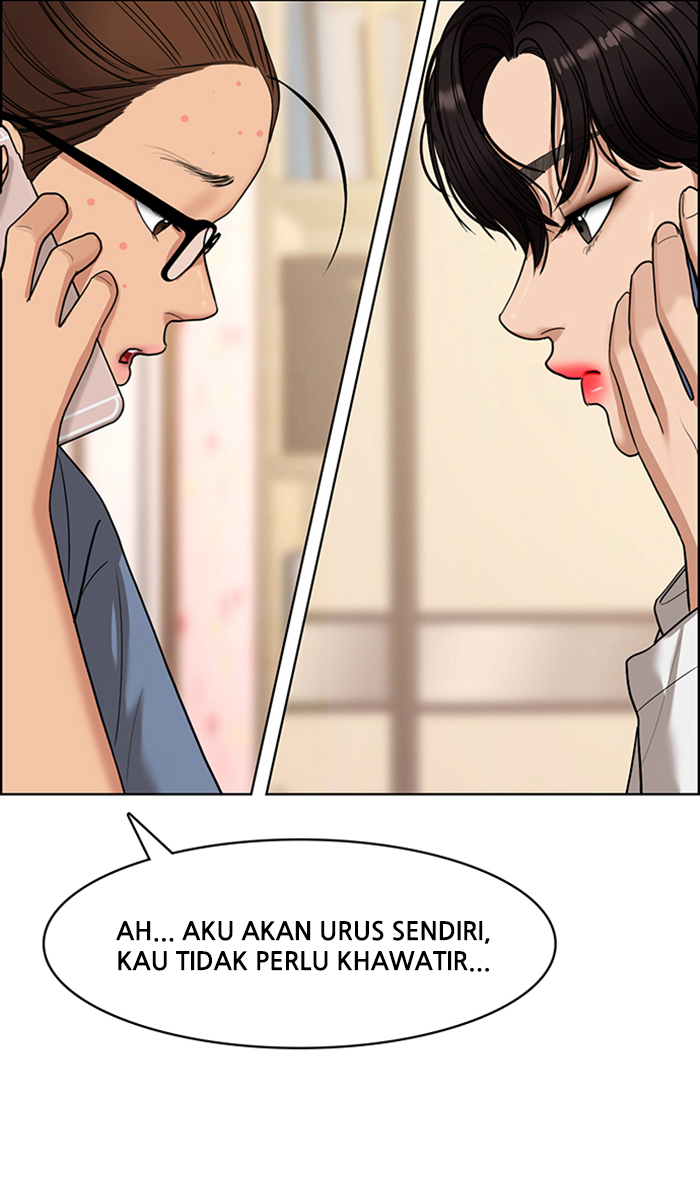 AH... AKU AKAN URUS SENDIRI,
KAU TIDAK PERLU KHAWATIR...